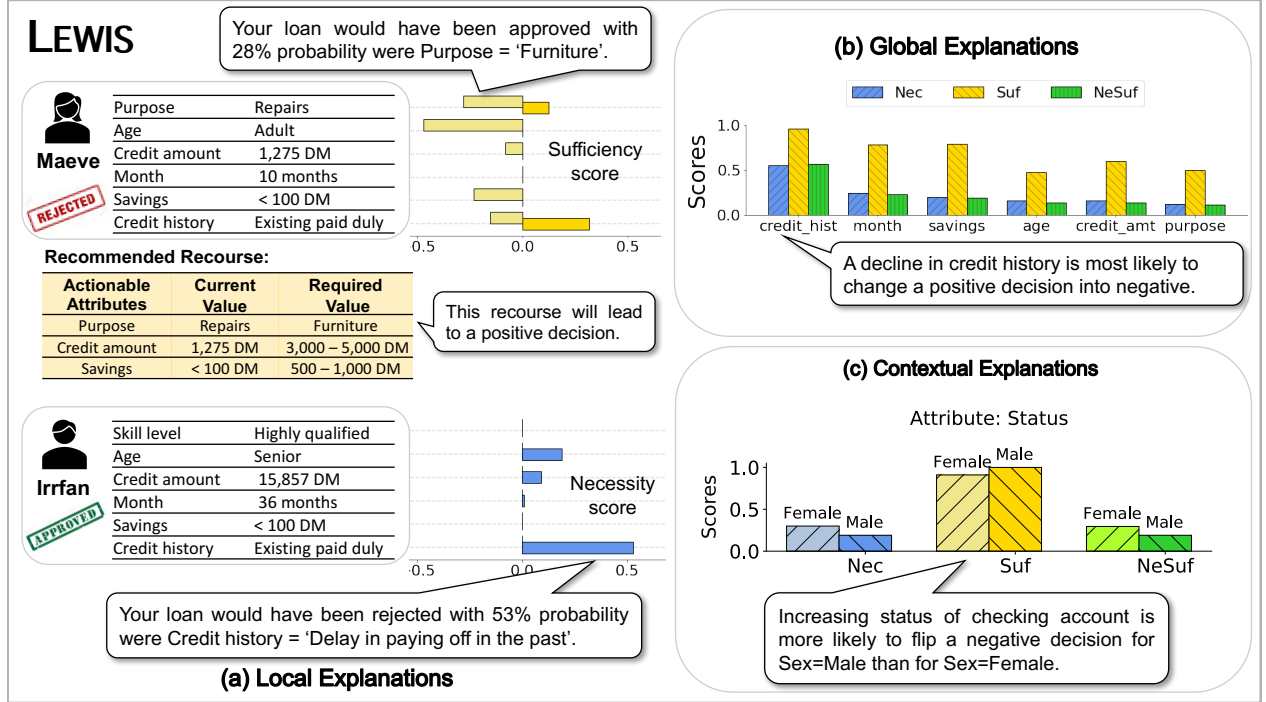 LEWIS
Your loan would have been approved with
28% probability were Purpose = 'Furniture'.
Maeve
REJECTED
Purpose Repairs
Age Adult
Credit amount 1,275 DM
Month 10 months
Savings < 100 DM
Credit history Existing paid duly
Sufficiency
score
-0.5 0.0 0.5
Recommended Recourse:
Actionable Attributes Current Value Required Value
Purpose Repairs Furniture
Credit amount 1,275 DM 3,000 – 5,000 DM
Savings < 100 DM 500 – 1,000 DM
This recourse will lead
to a positive decision.
Irrfan
APPROVED
Skill level Highly qualified
Age Senior
Credit amount 15,857 DM
Month 36 months
Savings < 100 DM
Credit history Existing paid duly
Necessity
score
-0.5 0.0 0.5
Your loan would have been rejected with 53% probability
were Credit history = 'Delay in paying off in the past'.
(a) Local Explanations
(b) Global Explanations
Nec Suf NeSuf
Scores
1.0
0.5
0.0
credit_hist month savings age credit_amt purpose
A decline in credit history is most likely to
change a positive decision into negative.
(c) Contextual Explanations
Attribute: Status
Scores
1.0
0.5
0.0
Female Male
Female Male
Female Male
Nec Suf NeSuf
Increasing status of checking account is
more likely to flip a negative decision for
Sex=Male than for Sex=Female.